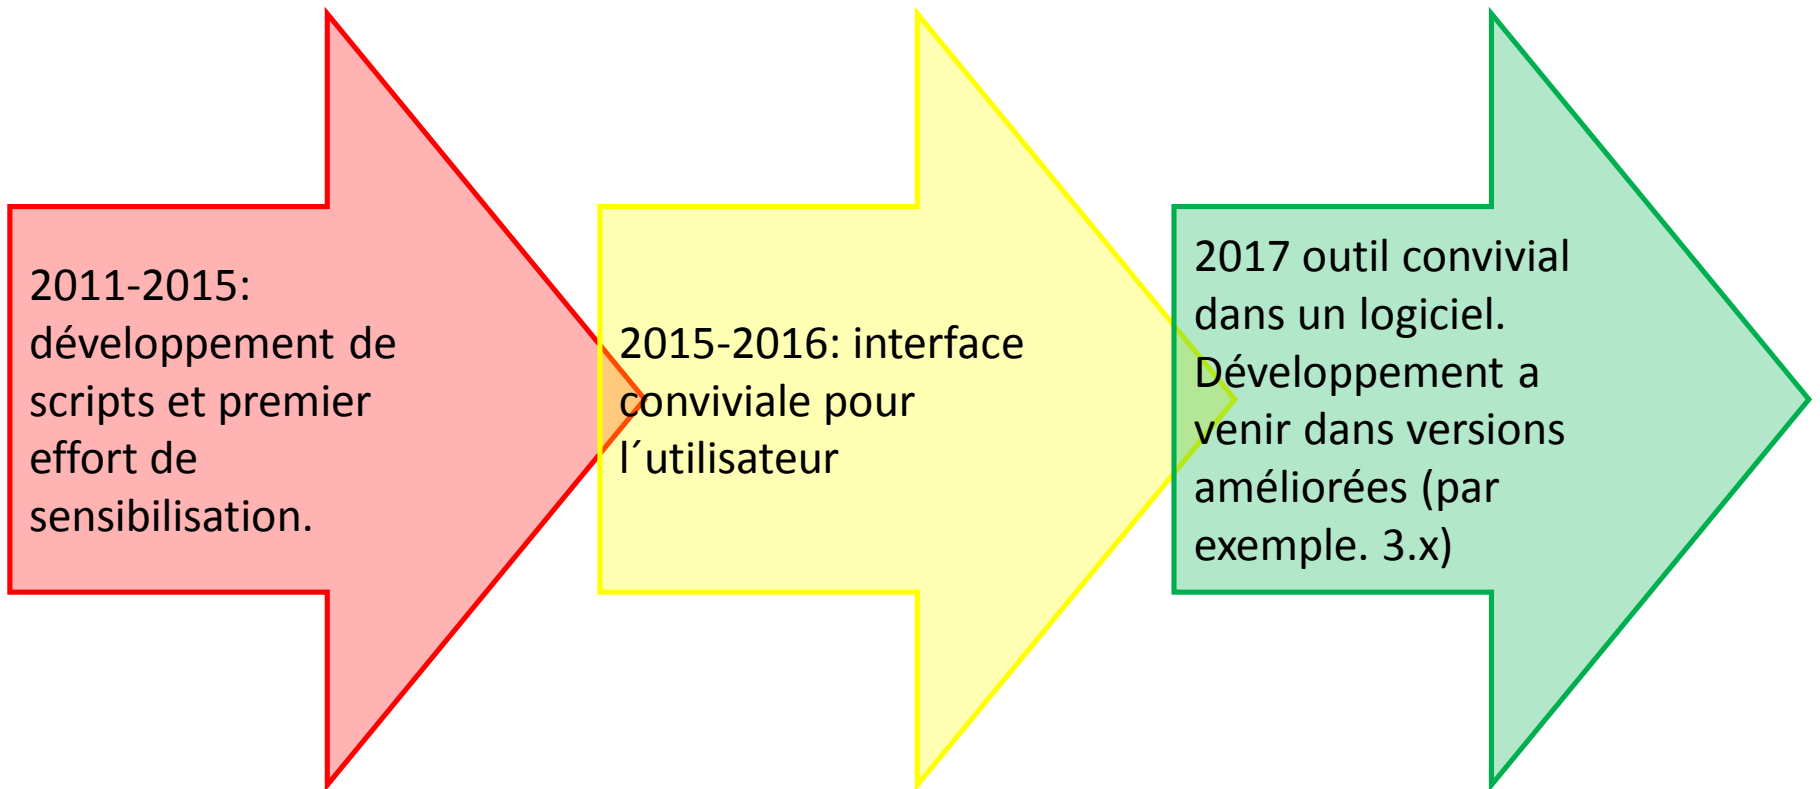 2011-2015:
développement de
scripts et premier
effort de
sensibilisation.
2015-2016: interface
conviviale pour
l´utilisateur
2017 outil convivial
dans un logiciel.
Développement a
venir dans versions
améliorées (par
exemple. 3.x)